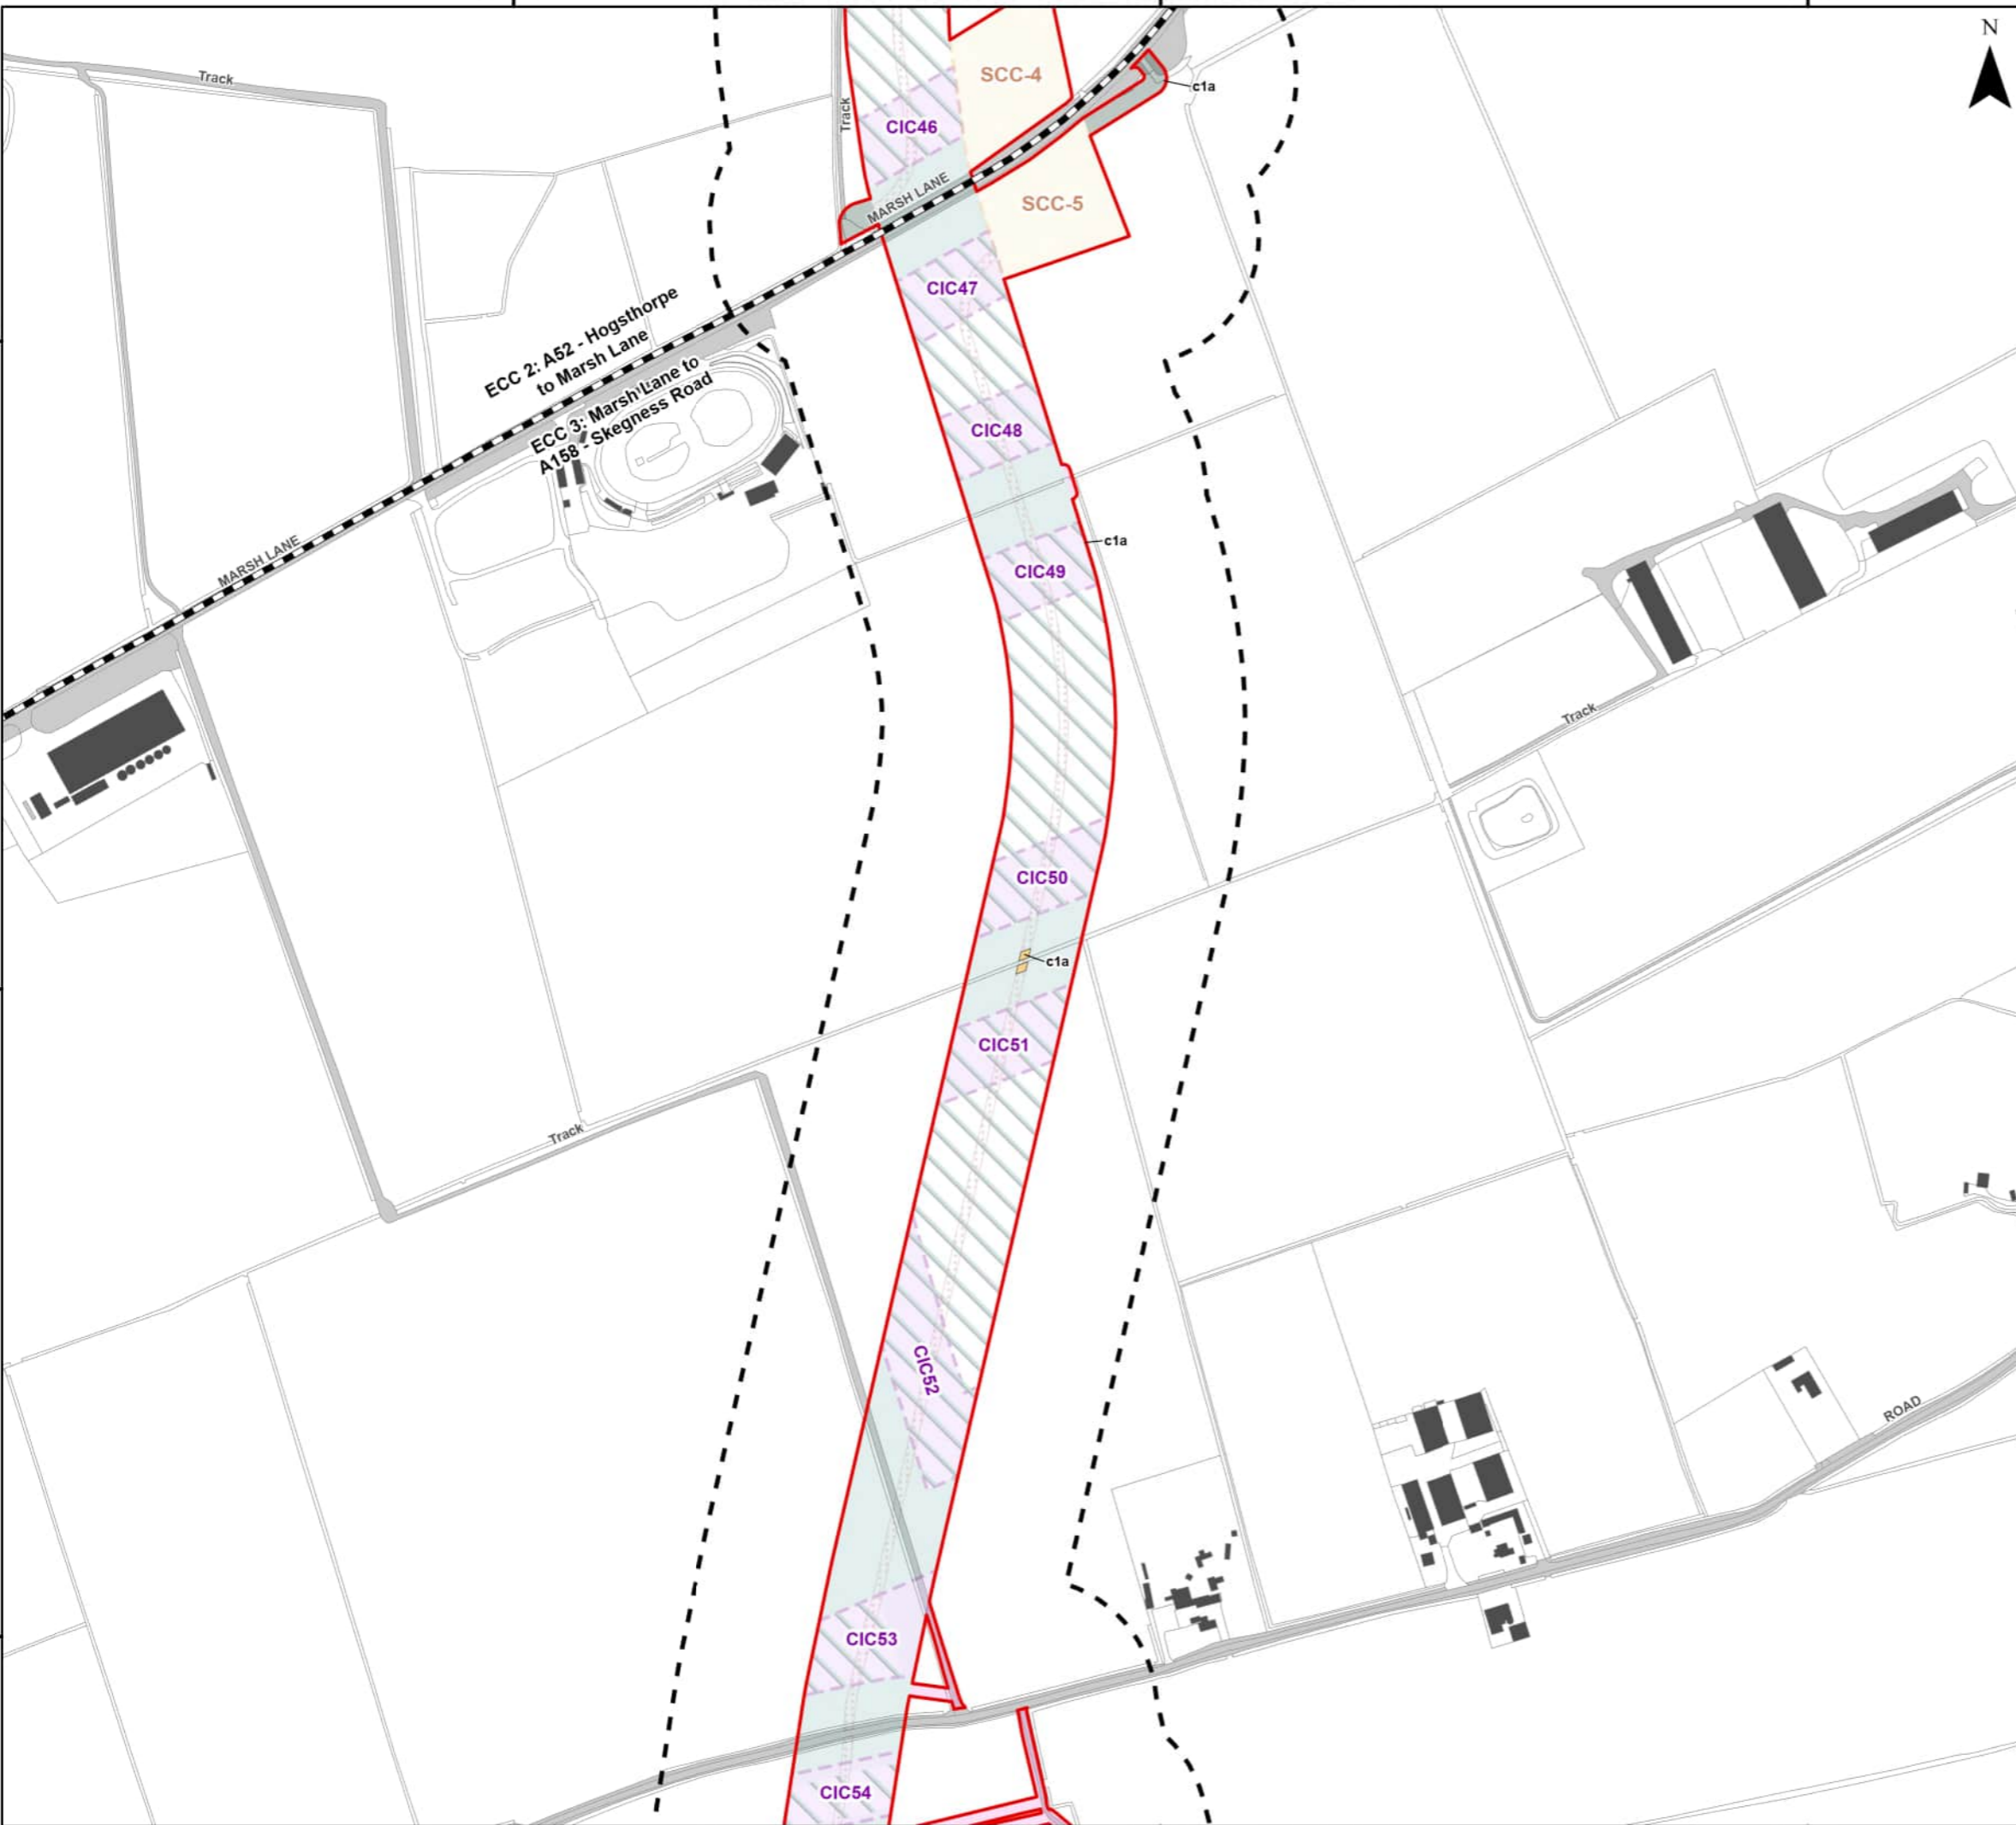 N
Track
SCC-4
c1a
Track
CIC46
MARSH LANE
SCC-5
CIC47
ECC 2: A52 - Hogsthorpe
to Marsh Lane
ECC 3: Marsh Lane to
A158 - Skegness Road
CIC48
MARSH LANE
c1a
CIC49
Track
CIC50
c1a
CIC51
Track
CIC52
ROAD
CIC53
CIC54